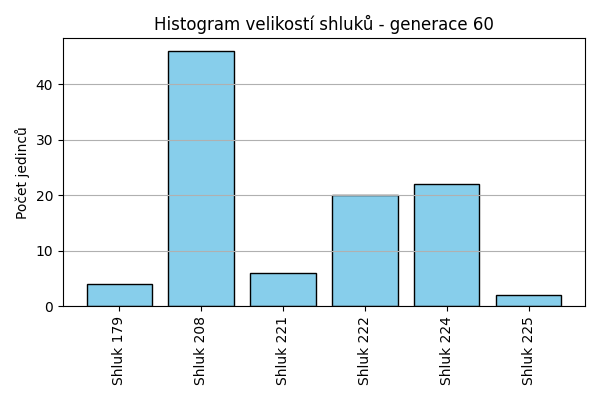 Histogram velikostí shluků - generace 60
Počet jedinců
40
30
20
10
0
Shluk 179
Shluk 208
Shluk 221
Shluk 222
Shluk 224
Shluk 225